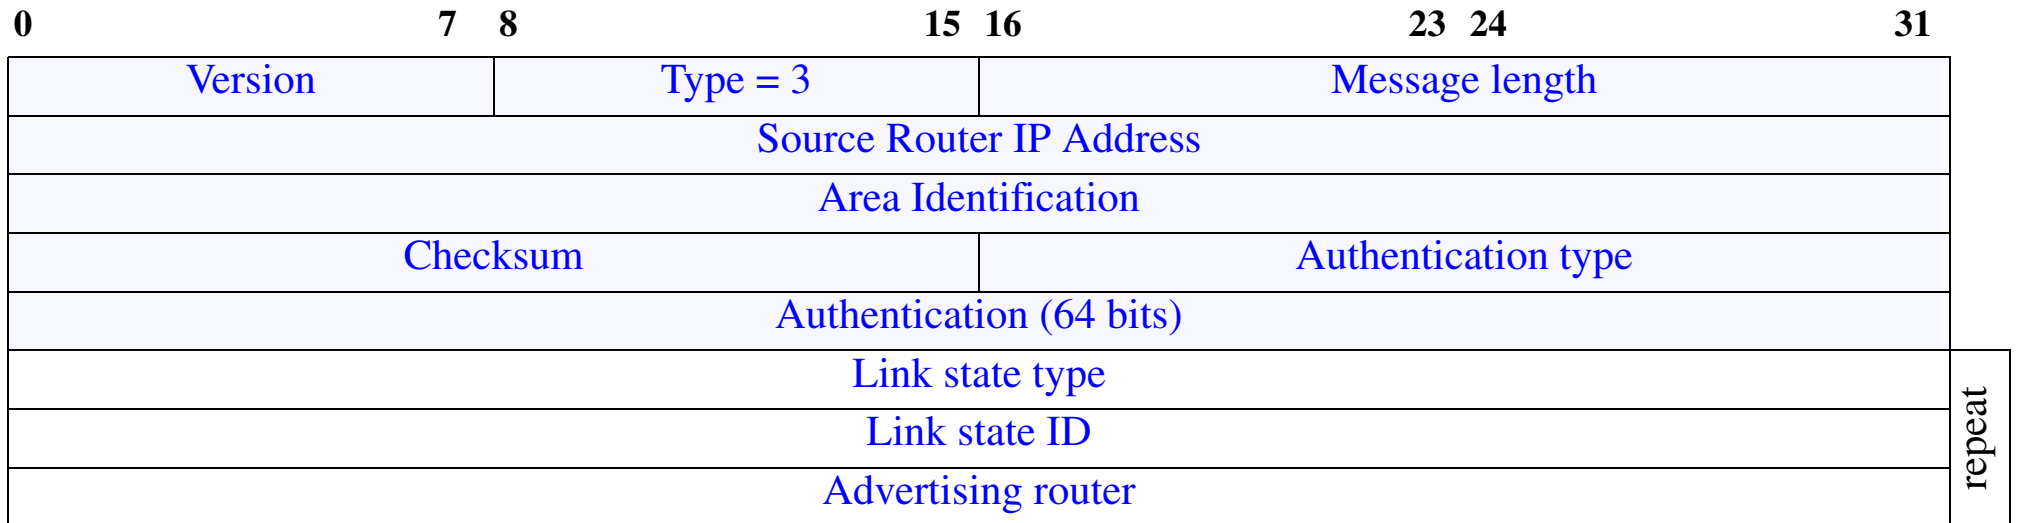 0 7 8 15 16 23 24 31
Version Type = 3 Message length
Source Router IP Address
Area Identification
Checksum Authentication type
Authentication (64 bits)
Link state type
Link state ID
Advertising router
repeat